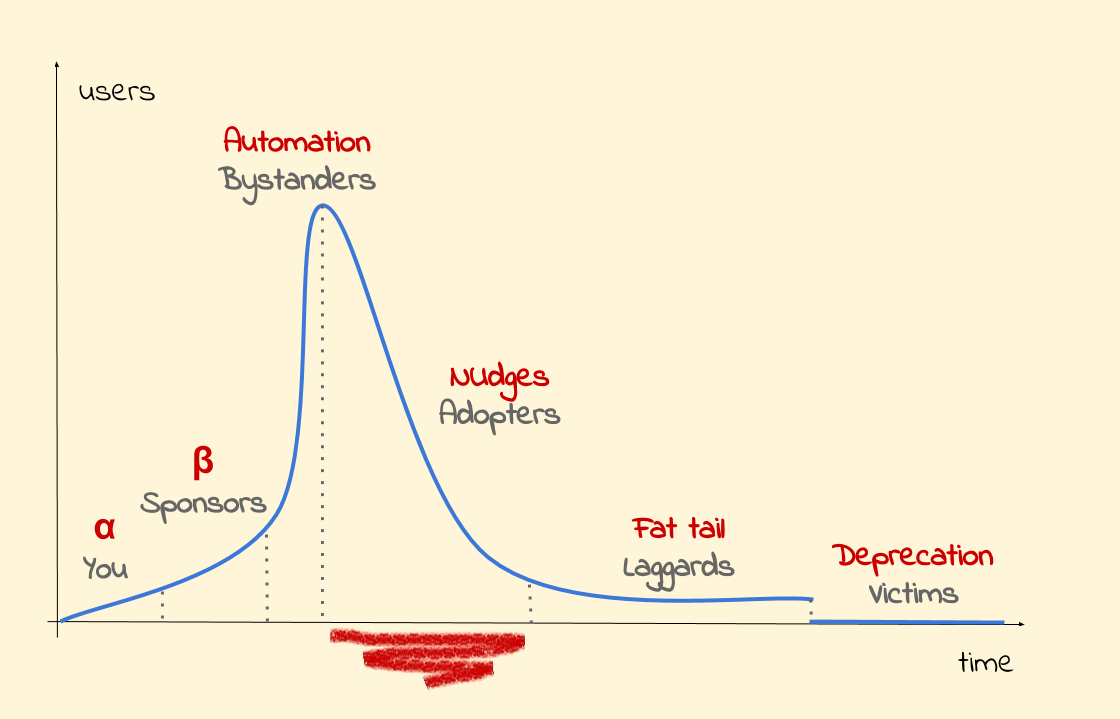 users
Automation
Bystanders
Nudges
Adopters
β
Sponsors
α
You
Fat tail
Laggards
Deprecation
Victims
time